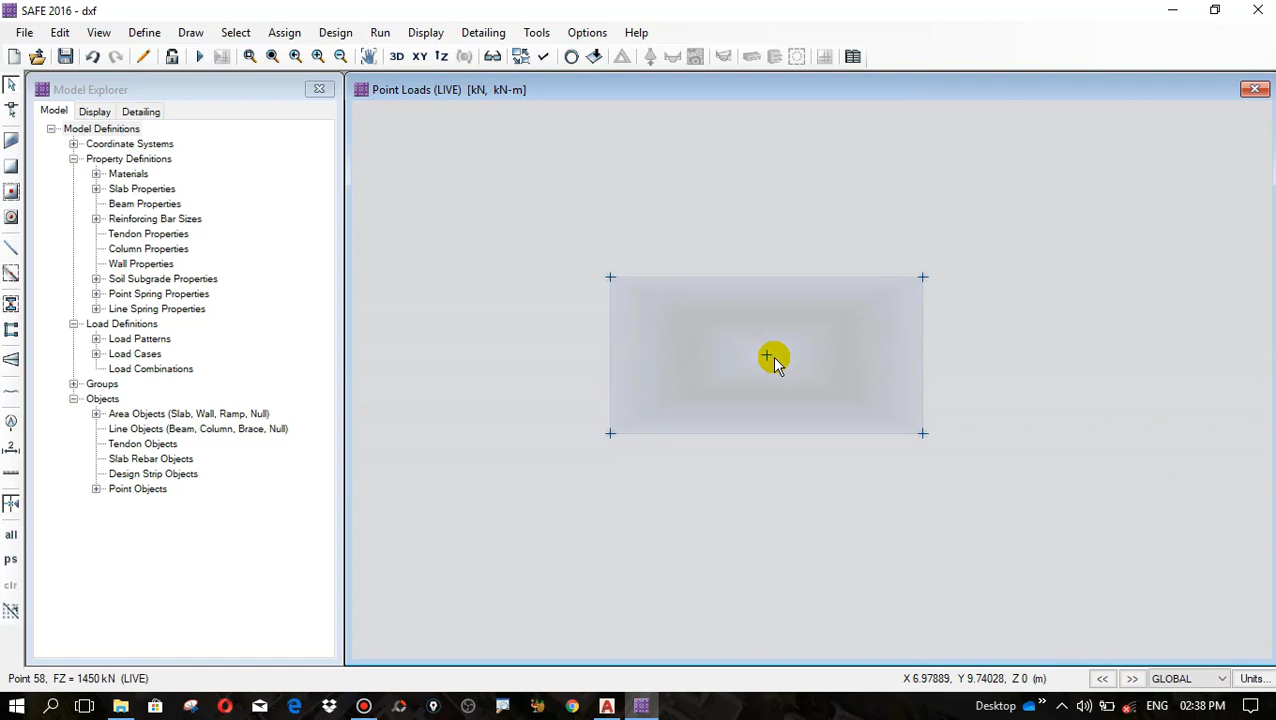 SAFE 2016 - dxf
File Edit View Draw Define Select Assign Design Run Display Detailing Tools Options Help
3D XY
Model Explorer
Model Display Detailing
Model Definitions
Coordinate Systems
Property Definitions
Materials
Slab Properties
Beam Properties
Reinforcing Bar Sizes
Tendon Properties
Column Properties
Wall Properties
Soil Subgrade Properties
Point Spring Properties
Line Spring Properties
Load Definitions
Load Patterns
Load Cases
Load Combinations
Groups
Objects
Area Objects (Slab, Wall, Ramp, Null)
Line Objects (Beam, Column, Brace, Null)
Tendon Objects
Slab Rebar Objects
Design Strip Objects
Point Objects
all
ps
clr
Point Loads (LIVE) [kN, kN-m]
Point 58, FZ = 1450 kN (LIVE)
X 6.97889, Y 9.74028, Z 0 (m)
<< >> GLOBAL Units...
Desktop » ENG 02:38 PM